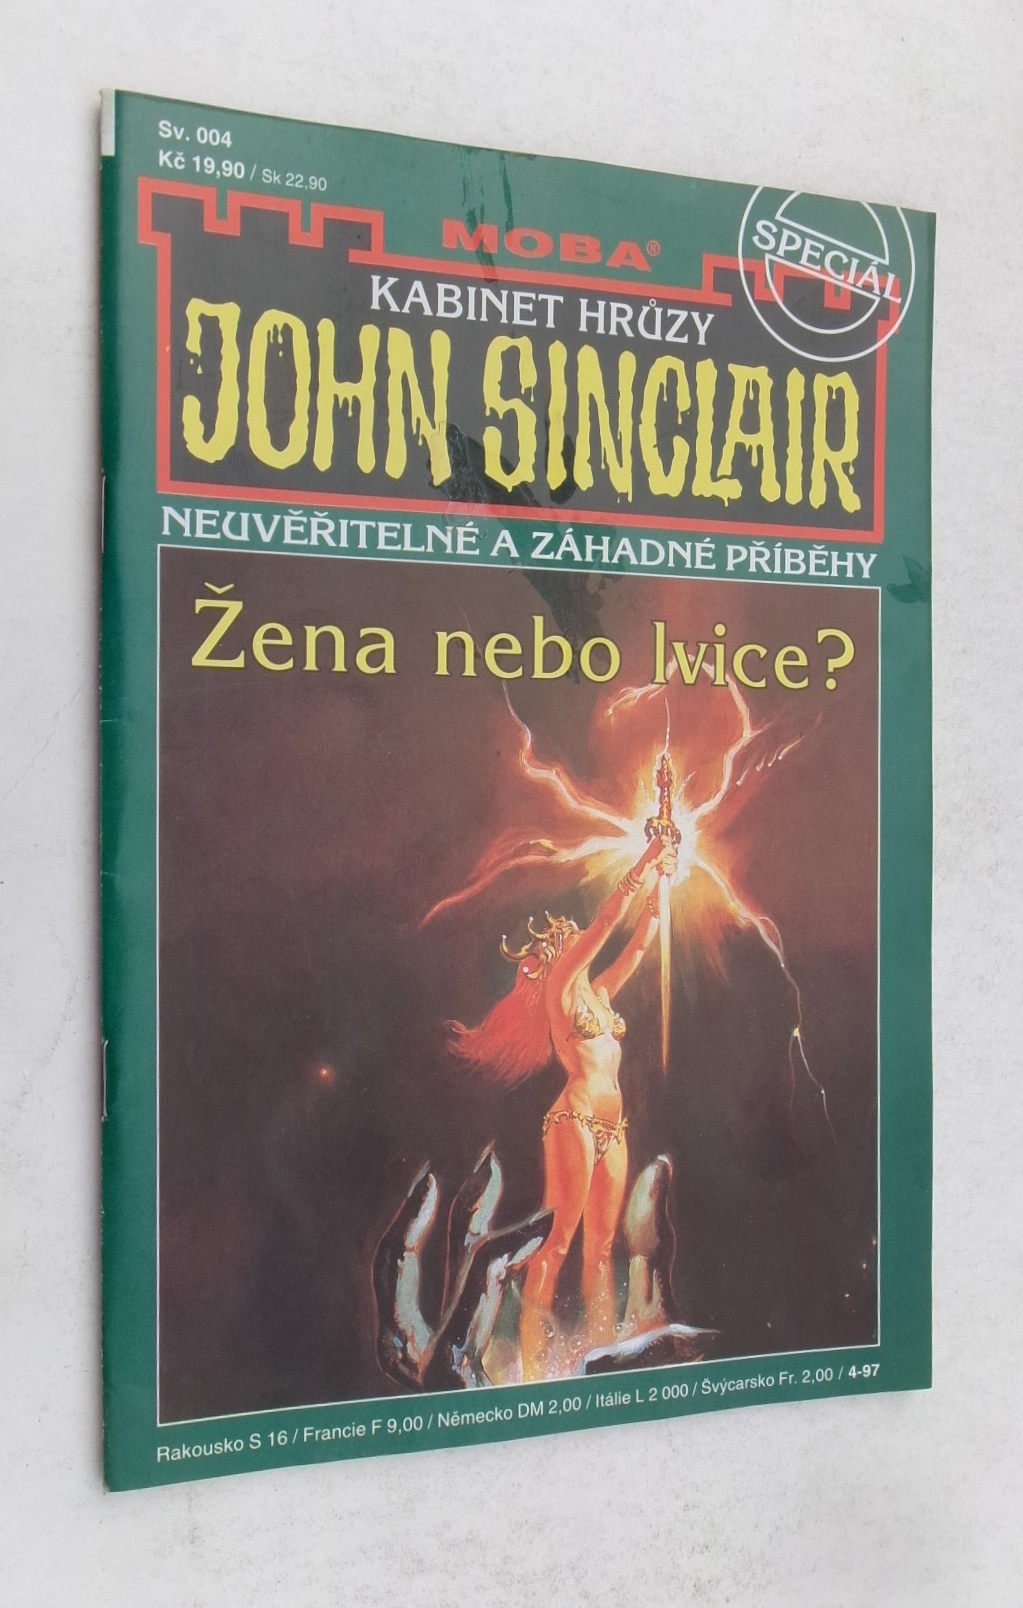 Sv. 004
Kč 19,90 / Sk 22,90
MOBA®
SPECIÁL
KABINET HRŮZY
JOHN SINCLAIR
NEUVĚŘITELNÉ A ZÁHADNÉ PŘÍBĚHY
Žena nebo lvice?
Rakousko S 16 / Francie F 9,00 / Německo DM 2,00 / Itálie L 2 000 / Švýcarsko Fr. 2,00 / 4-97